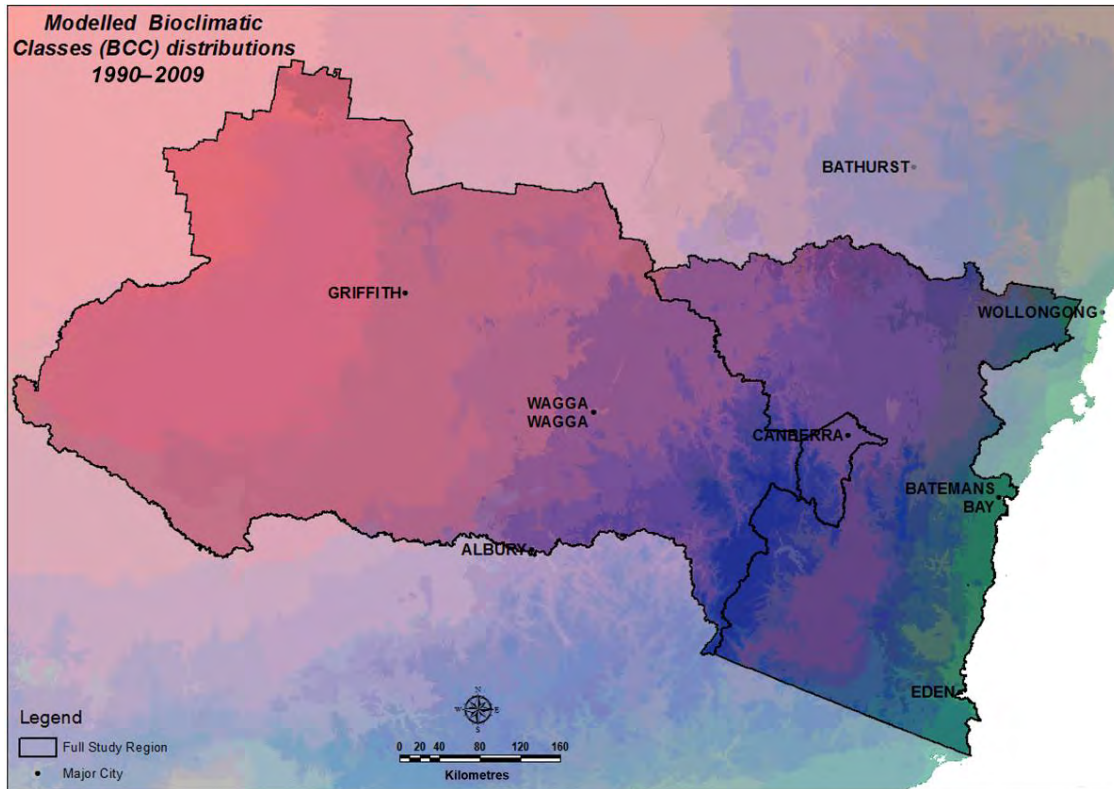 Modelled Bioclimatic
Classes (BCC) distributions
1990–2009
BATHURST
GRIFFITH
WOLLONGONG
WAGGA
WAGGA
CANBERRA
BATEMANS
BAY
ALBURY
EDEN
Legend
Full Study Region
Major City
N
W E
S
0 20 40 80 120 160
Kilometres